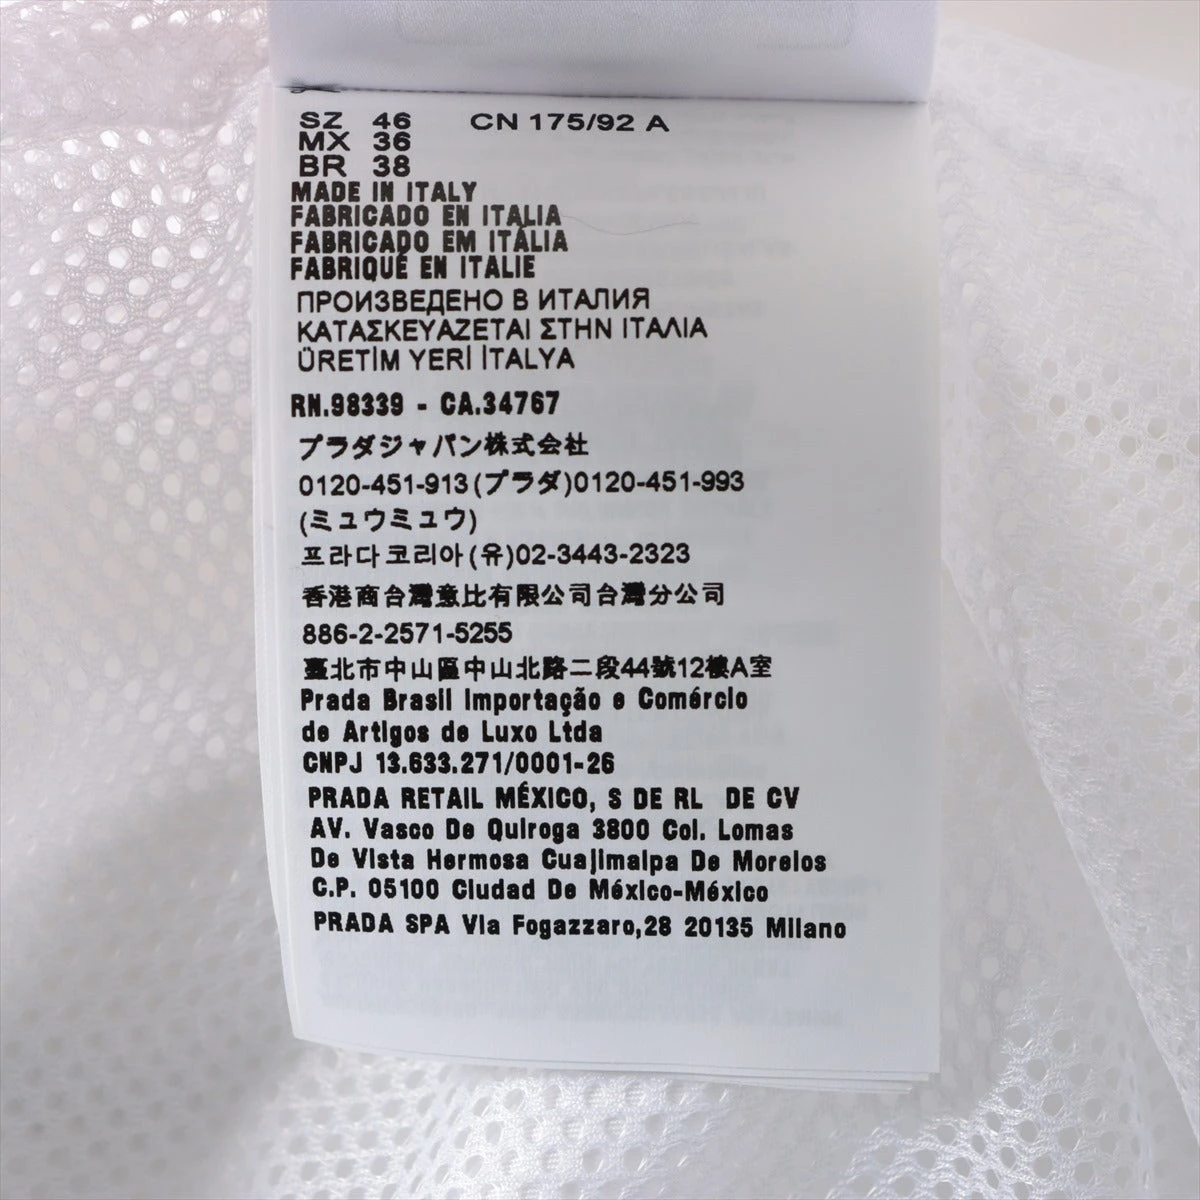 SZ 46 CN 175/92 A
MX 36
BR 38
MADE IN ITALY
FABRICADO EN ITALIA
FABRICADO EM ITÁLIA
FABRIQUÉ EN ITALIE
ПРОИЗВЕДЕНО В ИТАЛИЯ
ΚΑΤΑΣΚΕΥΑΖΕΤΑΙ ΣΤΗΝ ΙΤΑΛΙΑ
ÜRETİM YERİ İTALYA
RN.98339 - CA.34767
プラダジャパン株式会社
0120-451-913(プラダ)0120-451-993
(ミュウミュウ)
프라다코리아(유)02-3443-2323
香港商台灣意比有限公司台灣分公司
886-2-2571-5255
臺北市中山區中山北路二段44號12樓A室
Prada Brasil Importação e Comércio
de Artigos de Luxo Ltda
CNPJ 13.633.271/0001-26
PRADA RETAIL MÉXICO, S DE RL DE CV
AV. Vasco De Quiroga 3800 Col. Lomas
De Vista Hermosa Cuajimalpa De Morelos
C.P. 05100 Ciudad De México-México
PRADA SPA Via Fogazzaro,28 20135 Milano